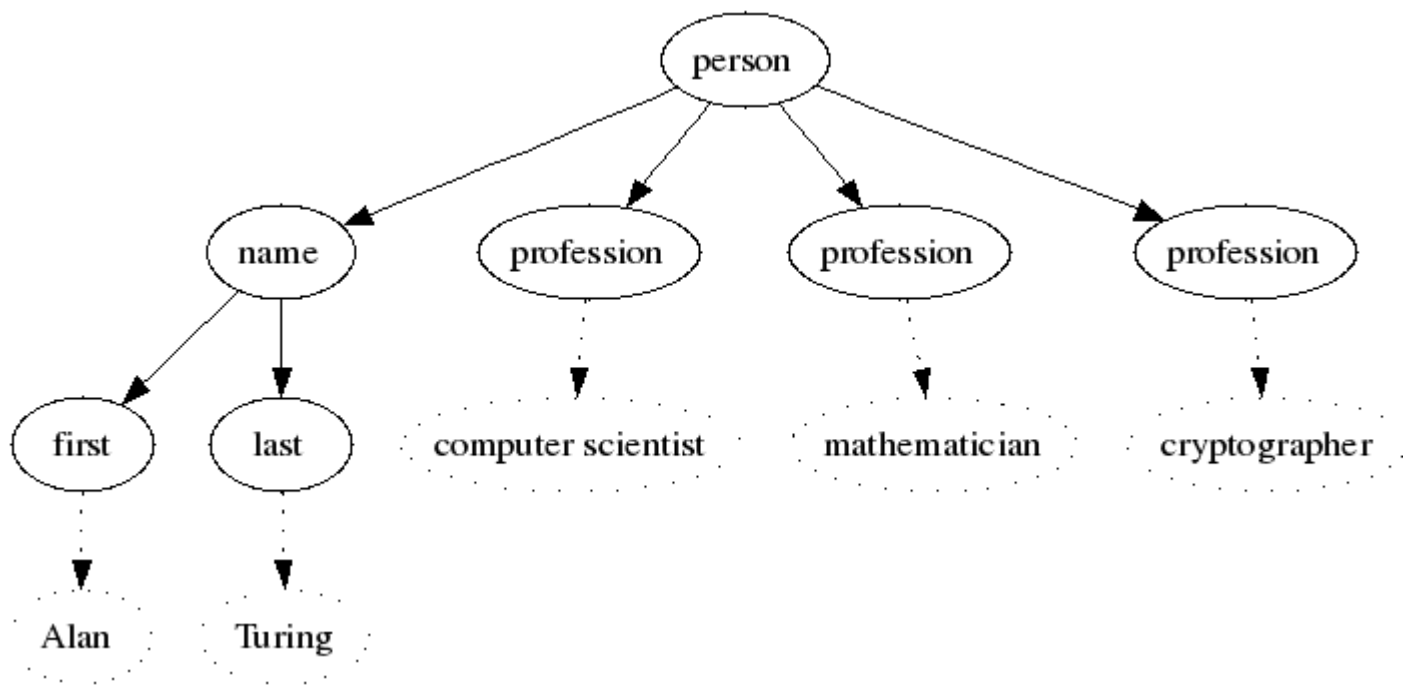 person
name
profession
profession
profession
first
last
computer scientist
mathematician
cryptographer
Alan
Turing